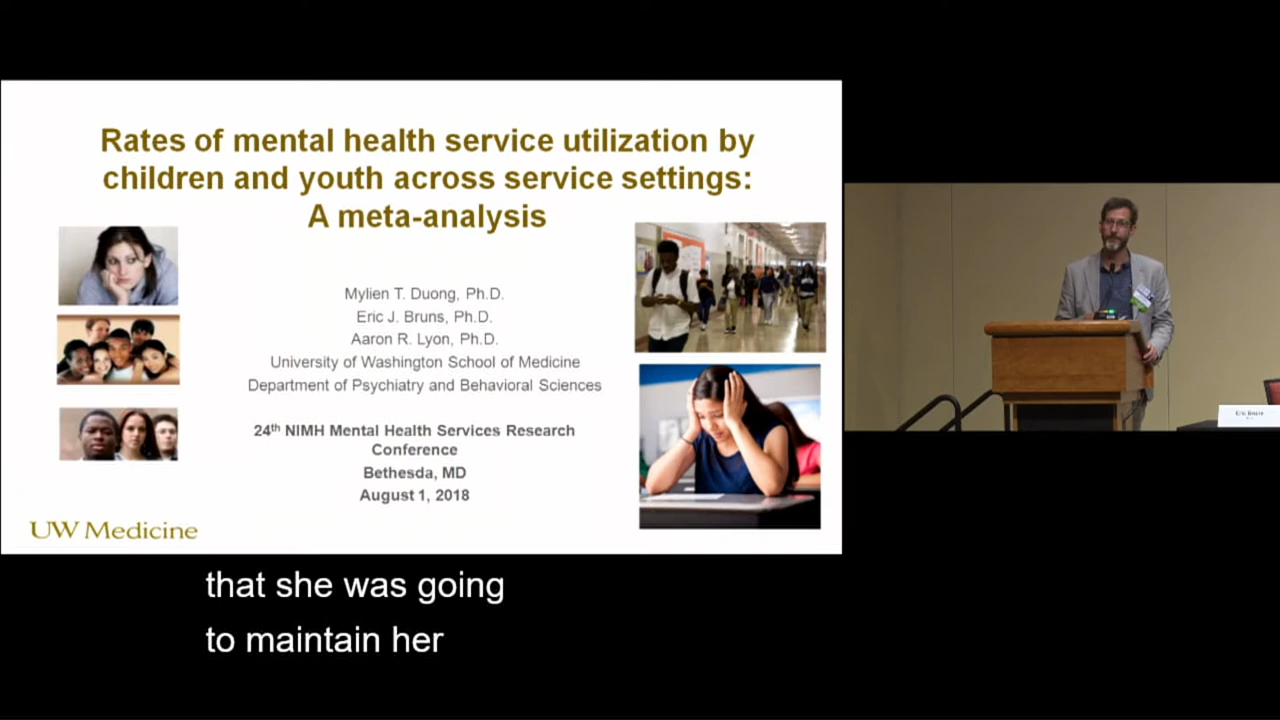 Rates of mental health service utilization by
children and youth across service settings:
A meta-analysis
Mylien T. Duong, Ph.D.
Eric J. Bruns, Ph.D.
Aaron R. Lyon, Ph.D.
University of Washington School of Medicine
Department of Psychiatry and Behavioral Sciences
24th NIMH Mental Health Services Research
Conference
Bethesda, MD
August 1, 2018
UW Medicine
Eric Bruns
that she was going
to maintain her